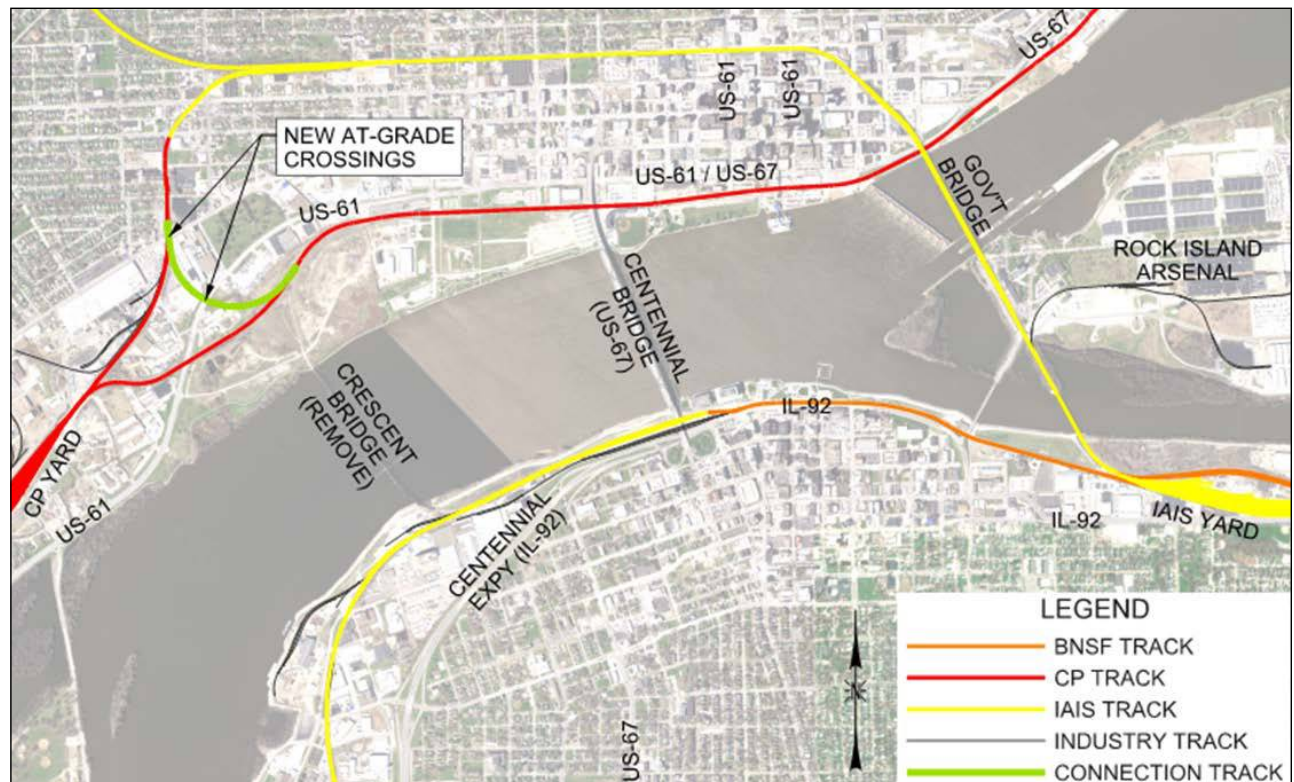 US-67
US-61
US-61
NEW AT-GRADE
CROSSINGS
US-61 / US-67
US-61
GOV'T
BRIDGE
ROCK ISLAND
ARSENAL
CENTENNIAL
BRIDGE
(US-67)
CRESCENT
BRIDGE
(REMOVE)
IL-92
CP YARD
US-61
CENTENNIAL
EXPY (IL-92)
IL-92
IAIS YARD
US-67
N
LEGEND
BNSF TRACK
CP TRACK
IAIS TRACK
INDUSTRY TRACK
CONNECTION TRACK